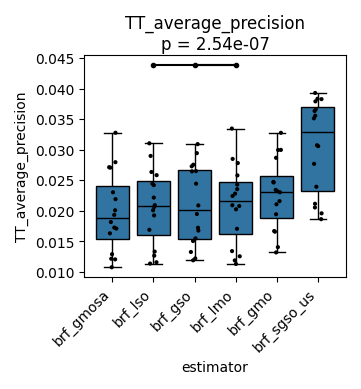 TT_average_precision
p = 2.54e-07
TT_average_precision
0.045
0.040
0.035
0.030
0.025
0.020
0.015
0.010
brf_gmosa
brf_lso
brf_gso
brf_lmo
brf_gmo
brf_sgso_us
estimator